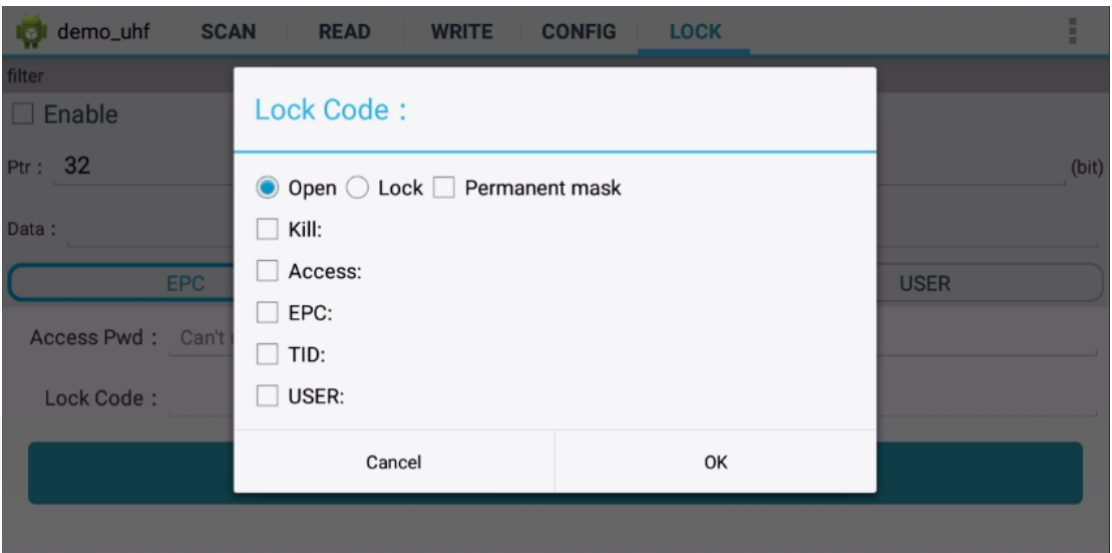 demo_uhf SCAN READ WRITE CONFIG LOCK
filter
Enable
Ptr : 32 (bit)
Data :
EPC USER
Access Pwd : Can't
Lock Code :
Lock Code :
Open Lock Permanent mask
Kill:
Access:
EPC:
TID:
USER:
Cancel OK